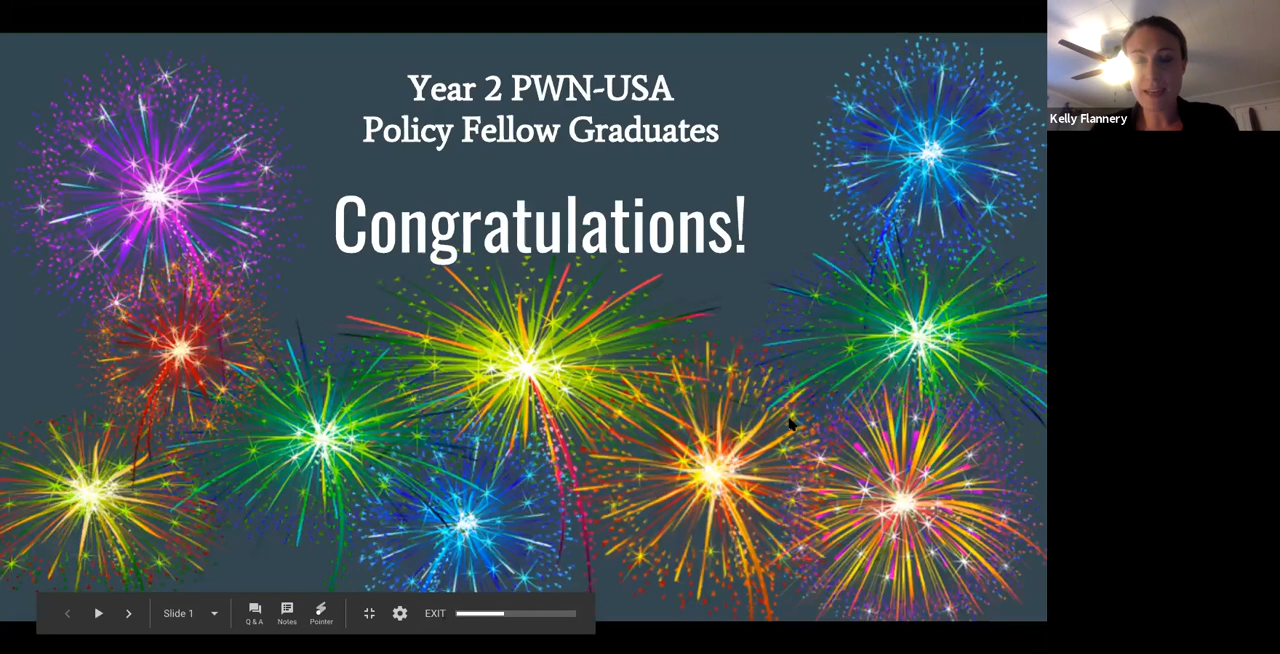 Year 2 PWN-USA
Policy Fellow Graduates
Congratulations!
Kelly Flannery
Slide 1
Q & A
Notes
Pointer
EXIT